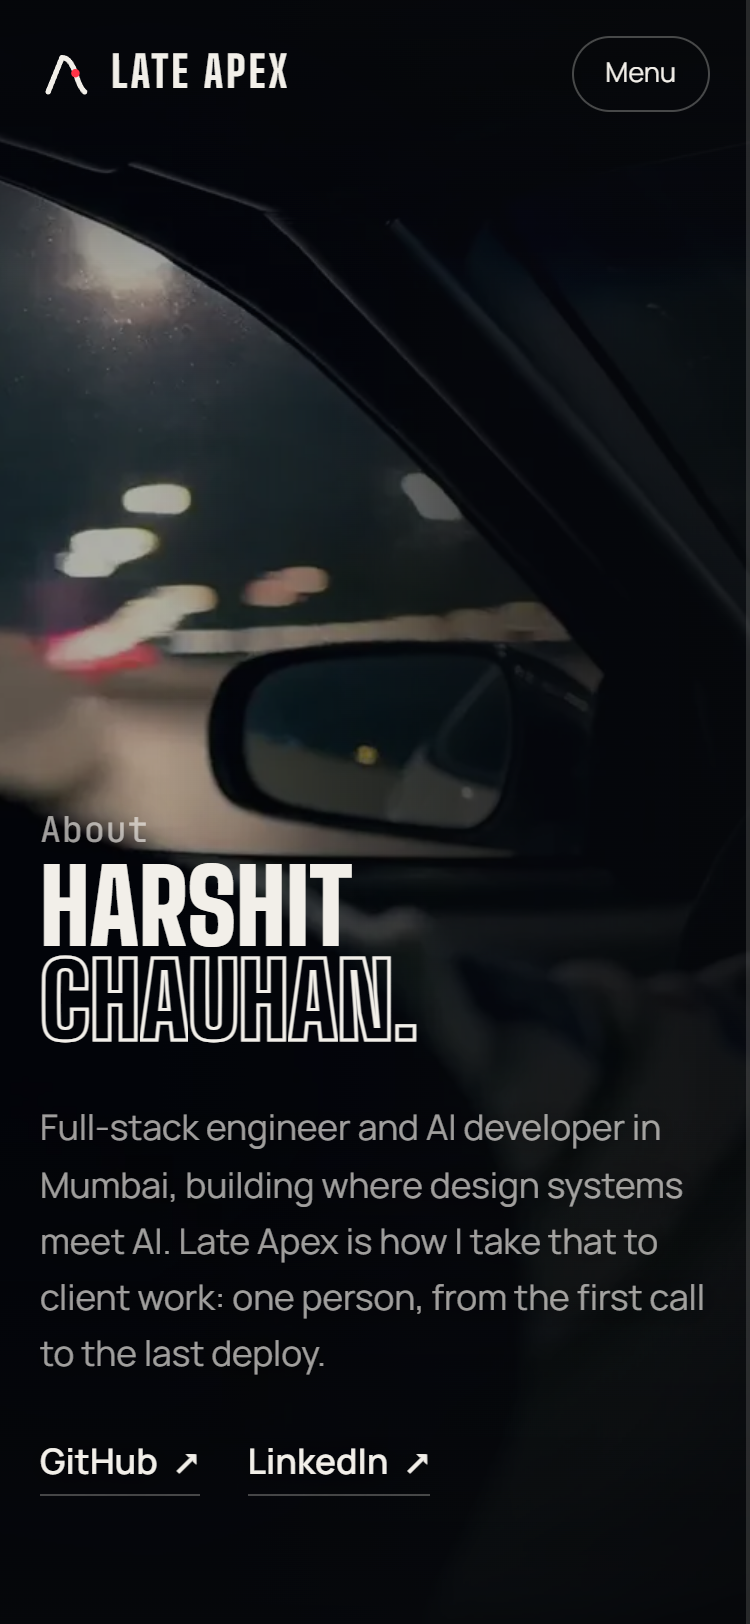 LATE APEX
Menu
About
HARSHIT
CHAUHAN.
Full-stack engineer and AI developer in
Mumbai, building where design systems
meet AI. Late Apex is how I take that to
client work: one person, from the first call
to the last deploy.
GitHub ↗ LinkedIn ↗